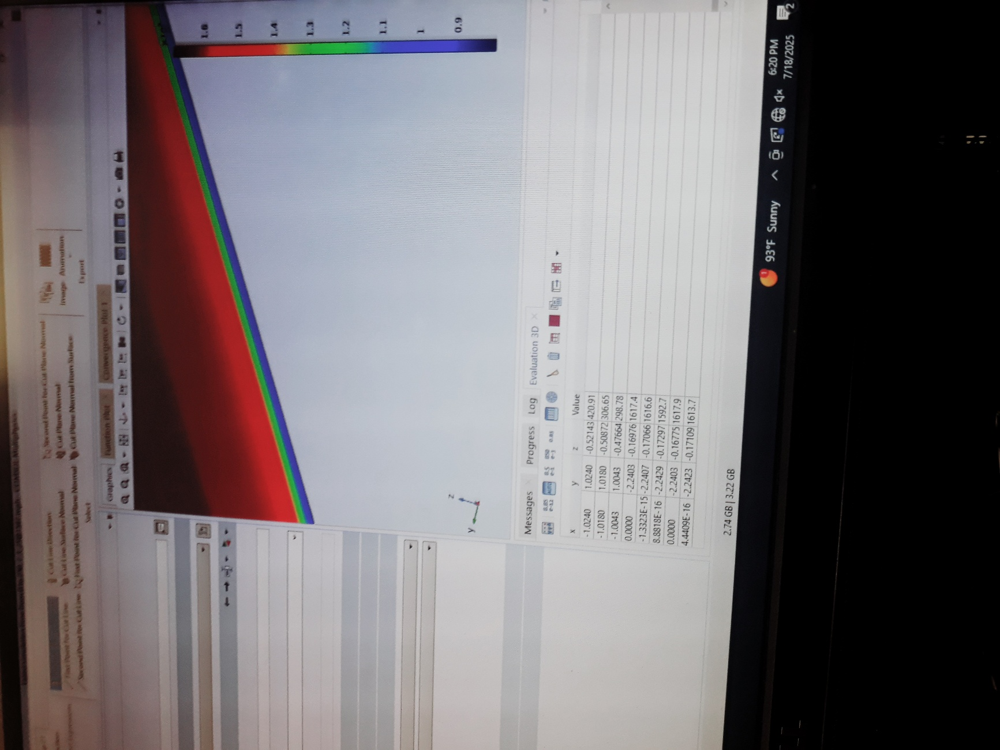 Second Point for Cut Plane Normal
Cut Line Direction
Cut Plane Normal
Image
Animation
First Point for Cut Line
Cut Line Surface Normal
Cut Plane Normal from Surface
Second Point for Cut Line
First Point for Cut Plane Normal
Select
Export
Graphics
Function Plot
Convergence Plot 1
1.6
1.5
1.4
1.3
1.2
1.1
1
0.9
y
z
Messages
Progress
Log
Evaluation 3D
AUTO
x y z Value
-1.0240 1.0240 -0.52143 420.91
-1.0180 1.0180 -0.50872 306.65
-1.0043 1.0043 -0.47664 298.78
0.0000 -2.2403 -0.16976 1617.4
-1.3323E-15 -2.2407 -0.17066 1616.6
8.8818E-16 -2.2429 -0.17297 1592.7
0.0000 -2.2403 -0.16775 1617.9
4.4409E-16 -2.2423 -0.17109 1613.7
2.74 GB | 3.22 GB
1
93°F Sunny
6:20 PM
7/18/2025
2